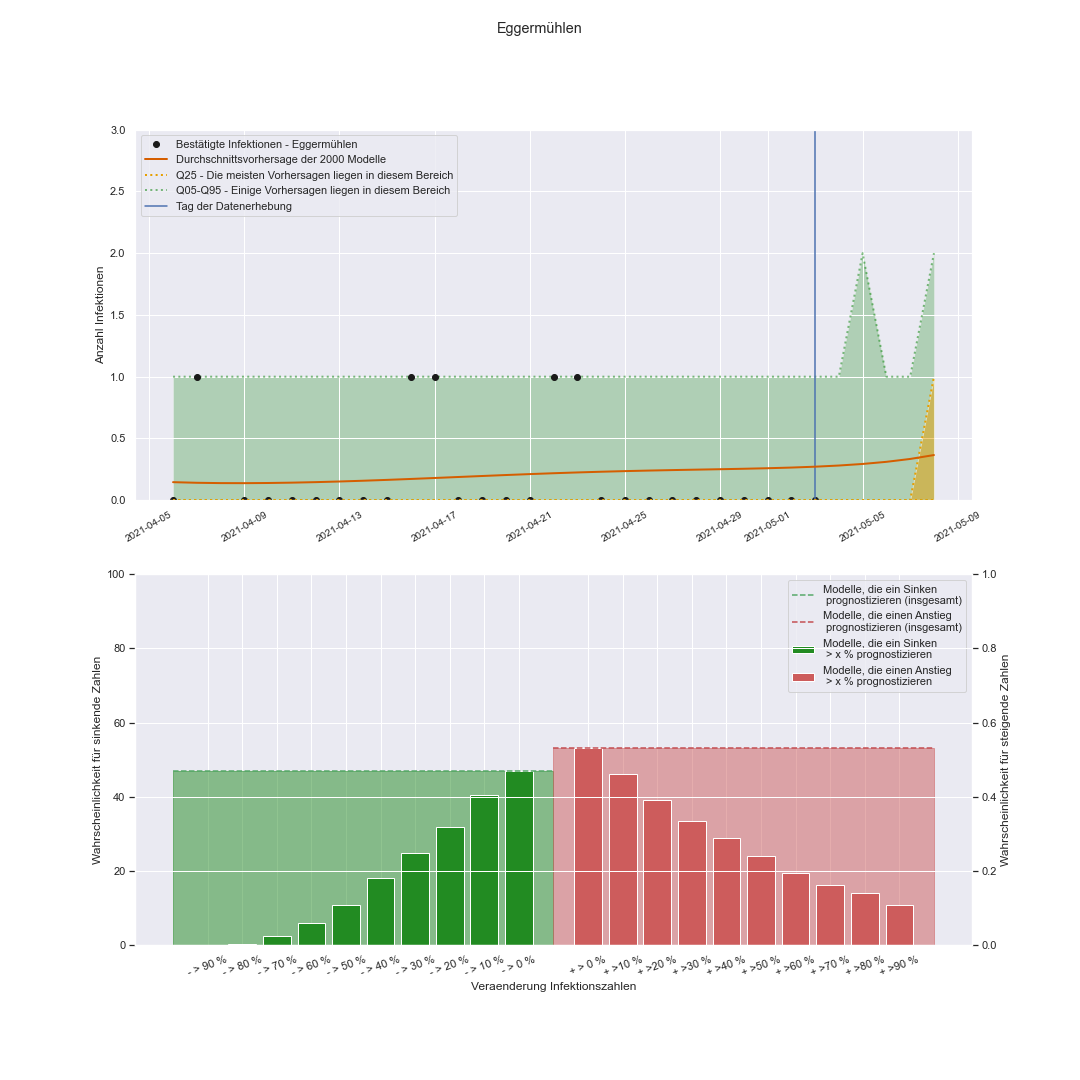 Eggermühlen
3.0
2.5
2.0
1.5
1.0
0.5
0.0
Anzahl Infektionen
Bestätigte Infektionen - Eggermühlen
Durchschnittsvorhersage der 2000 Modelle
Q25 - Die meisten Vorhersagen liegen in diesem Bereich
Q05-Q95 - Einige Vorhersagen liegen in diesem Bereich
Tag der Datenerhebung
2021-04-05
2021-04-09
2021-04-13
2021-04-17
2021-04-21
2021-04-25
2021-04-29
2021-05-01
2021-05-05
2021-05-09
100
80
60
40
20
0
Wahrscheinlichkeit für sinkende Zahlen
Modelle, die ein Sinken
prognostizieren (insgesamt)
Modelle, die einen Anstieg
prognostizieren (insgesamt)
Modelle, die ein Sinken
> x % prognostizieren
Modelle, die einen Anstieg
> x % prognostizieren
1.0
0.8
0.6
0.4
0.2
0.0
Wahrscheinlichkeit für steigende Zahlen
- > 90 %
- > 80 %
- > 70 %
- > 60 %
- > 50 %
- > 40 %
- > 30 %
- > 20 %
- > 10 %
- > 0 %
+ > 0 %
+ >10 %
+ >20 %
+ >30 %
+ >40 %
+ >50 %
+ >60 %
+ >70 %
+ >80 %
+ >90 %
Veraenderung Infektionszahlen